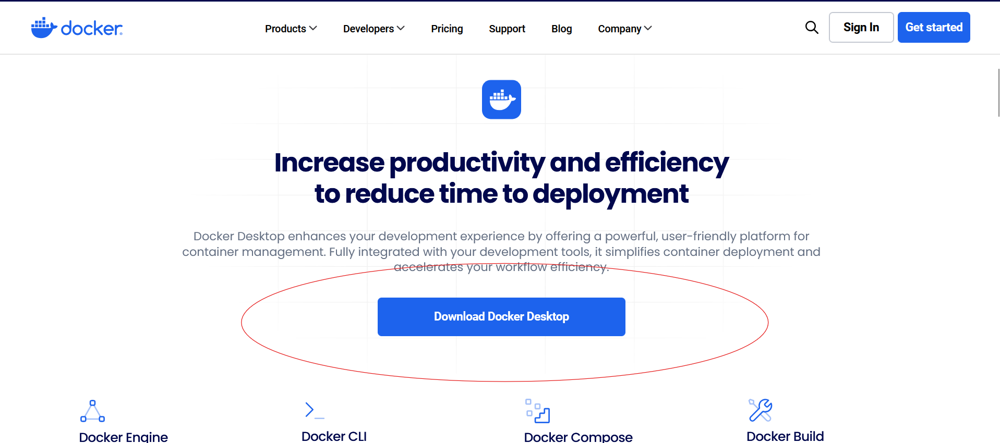 docker
Products
Developers
Pricing
Support
Blog
Company
Sign In
Get started
Increase productivity and efficiency
to reduce time to deployment
Docker Desktop enhances your development experience by offering a powerful, user-friendly platform for
container management. Fully integrated with your development tools, it simplifies container deployment and
accelerates your workflow efficiency.
Download Docker Desktop
Docker Engine
Docker CLI
Docker Compose
Docker Build